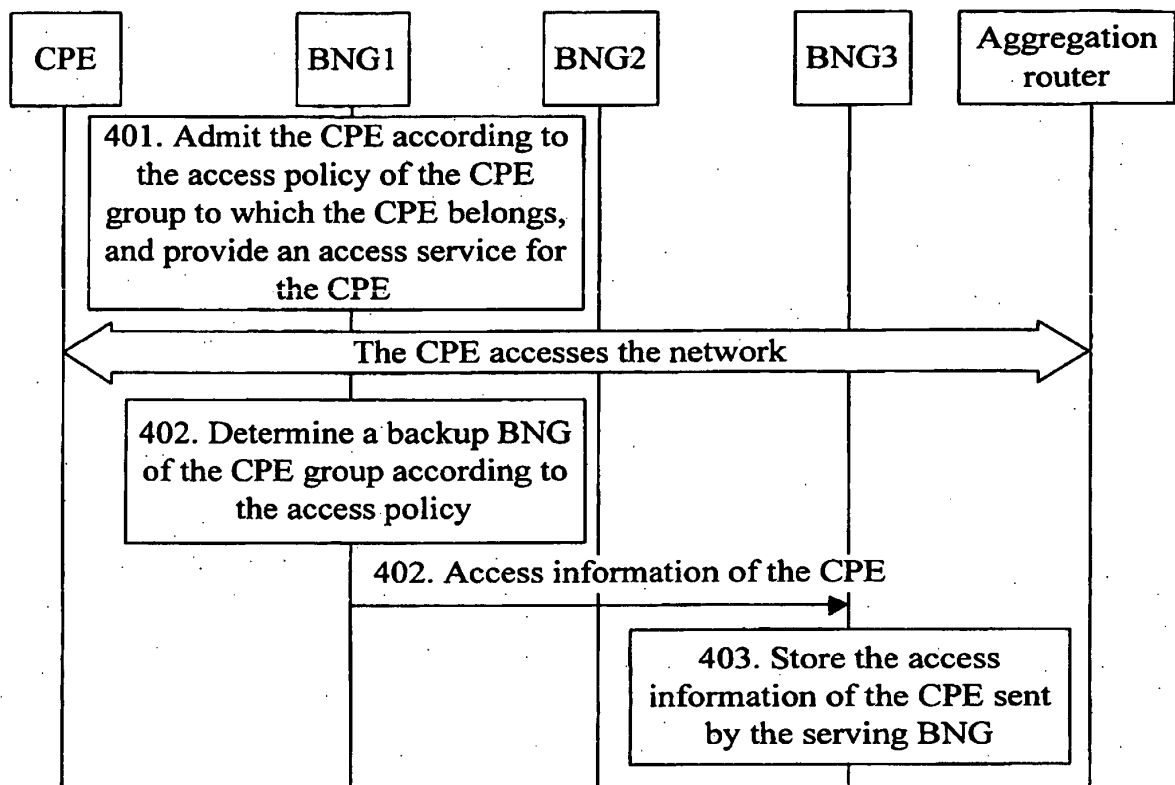 CPE
BNG1
BNG2
BNG3
Aggregation
router
401. Admit the CPE according to
the access policy of the CPE
group to which the CPE belongs,
and provide an access service for
the CPE
The CPE accesses the network
402. Determine a backup BNG
of the CPE group according to
the access policy
402. Access information of the CPE
403. Store the access
information of the CPE sent
by the serving BNG